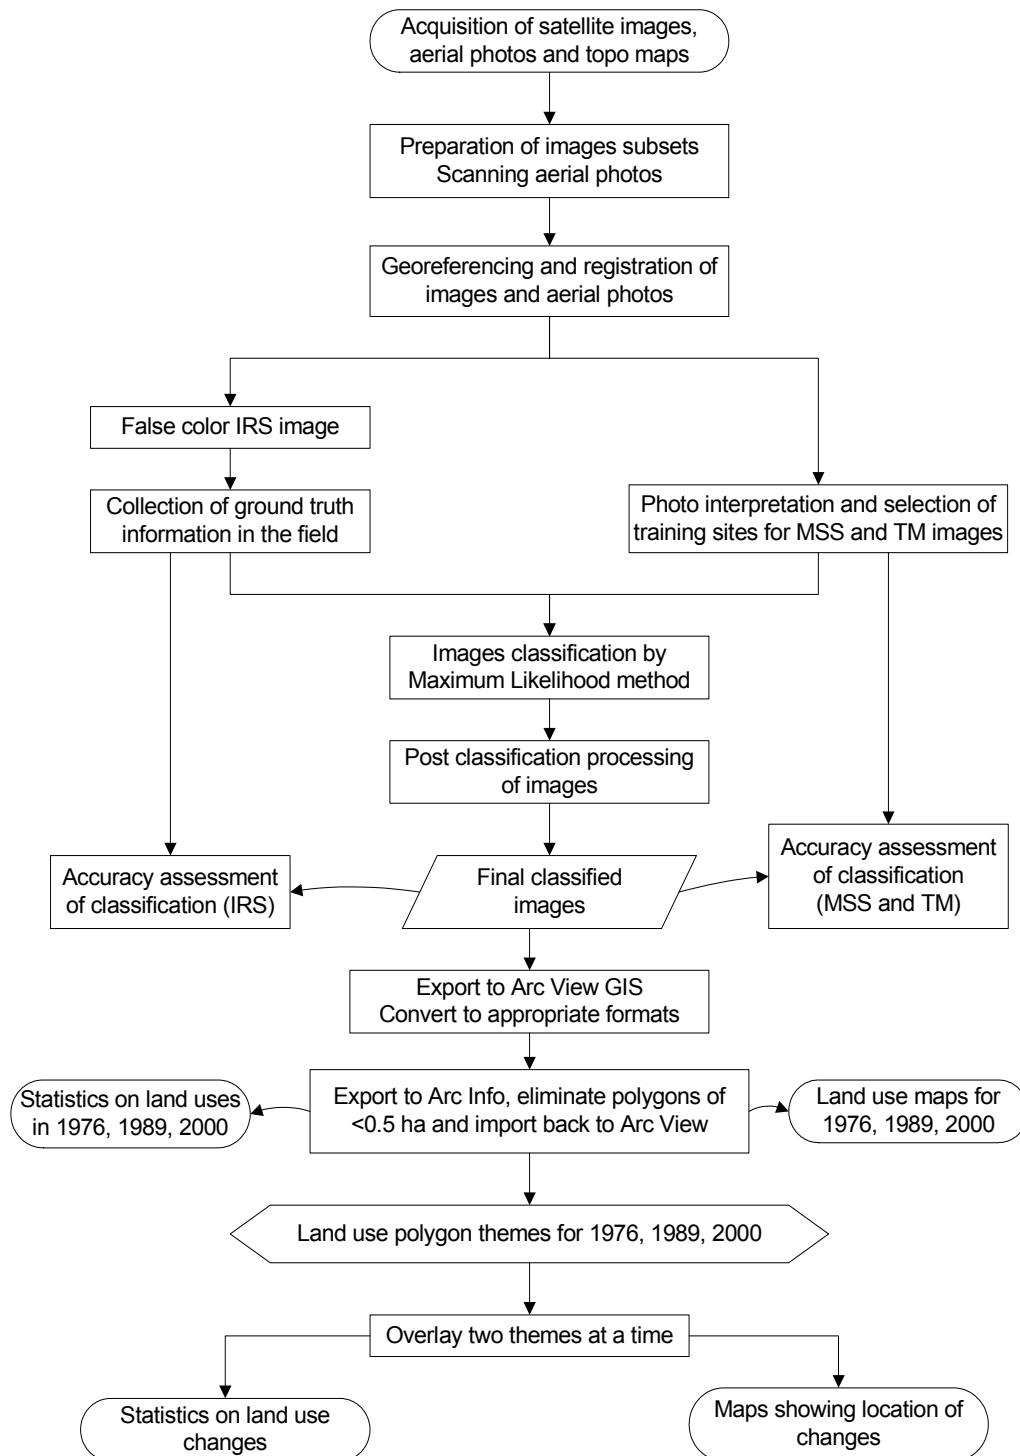 Acquisition of satellite images,
aerial photos and topo maps
Preparation of images subsets
Scanning aerial photos
Georeferencing and registration of
images and aerial photos
False color IRS image
Collection of ground truth
information in the field
Photo interpretation and selection of
training sites for MSS and TM images
Images classification by
Maximum Likelihood method
Post classification processing
of images
Accuracy assessment
of classification (IRS)
Final classified
images
Accuracy assessment
of classification
(MSS and TM)
Export to Arc View GIS
Convert to appropriate formats
Statistics on land uses
in 1976, 1989, 2000
Export to Arc Info, eliminate polygons of
<0.5 ha and import back to Arc View
Land use maps for
1976, 1989, 2000
Land use polygon themes for 1976, 1989, 2000
Overlay two themes at a time
Statistics on land use
changes
Maps showing location of
changes